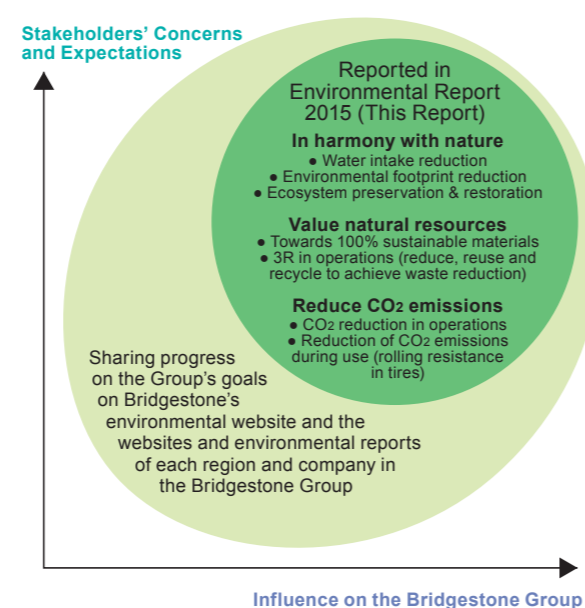 Stakeholders' Concerns
and Expectations
Reported in
Environmental Report
2015 (This Report)
In harmony with nature
● Water intake reduction
● Environmental footprint reduction
● Ecosystem preservation & restoration
Value natural resources
● Towards 100% sustainable materials
● 3R in operations (reduce, reuse and
recycle to achieve waste reduction)
Reduce CO2 emissions
● CO2 reduction in operations
● Reduction of CO2 emissions
during use (rolling resistance
in tires)
Sharing progress
on the Group's goals
on Bridgestone's
environmental website and the
websites and environmental reports
of each region and company in
the Bridgestone Group
Influence on the Bridgestone Group